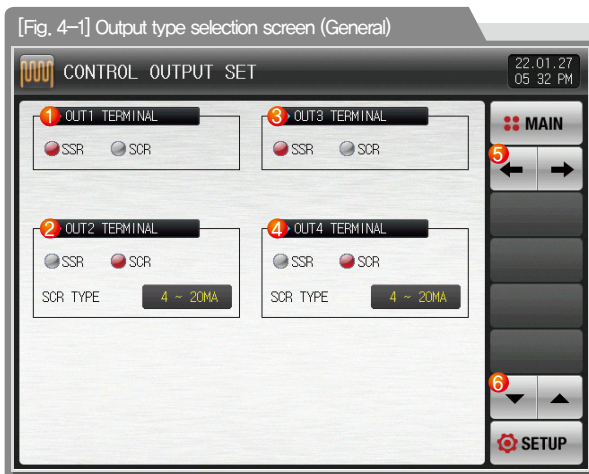 [Fig. 4-1] Output type selection screen (General)
CONTROL OUTPUT SET
22.01.27
05 32 PM
1 OUT1 TERMINAL
SSR SCR
3 OUT3 TERMINAL
SSR SCR
2 OUT2 TERMINAL
SSR SCR
SCR TYPE 4 ~ 20MA
4 OUT4 TERMINAL
SSR SCR
SCR TYPE 4 ~ 20MA
MAIN
5
6
SETUP